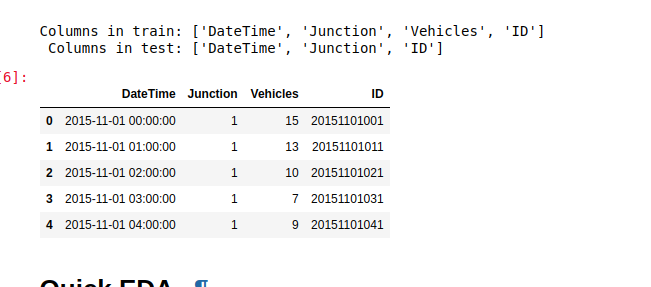 Columns in train: ['DateTime', 'Junction', 'Vehicles', 'ID']
Columns in test: ['DateTime', 'Junction', 'ID']
[6]:
DateTime Junction Vehicles ID
0 2015-11-01 00:00:00 1 15 20151101001
1 2015-11-01 01:00:00 1 13 20151101011
2 2015-11-01 02:00:00 1 10 20151101021
3 2015-11-01 03:00:00 1 7 20151101031
4 2015-11-01 04:00:00 1 9 20151101041
Quick EDA ¶